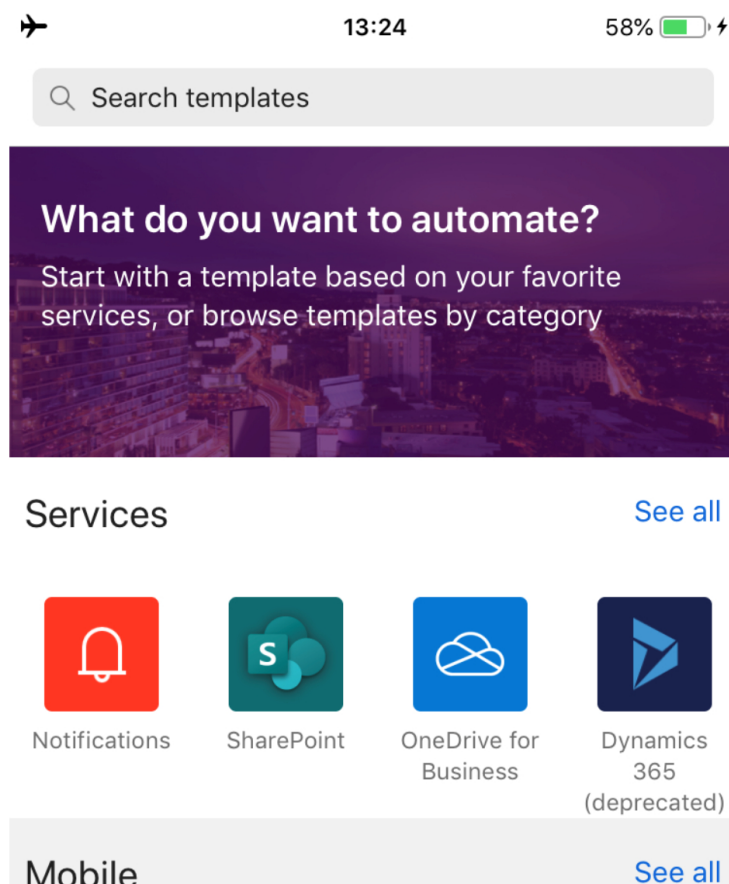 13:24
58%
Search templates
What do you want to automate?
Start with a template based on your favorite
services, or browse templates by category
Services
See all
S
Notifications
SharePoint
OneDrive for
Business
Dynamics
365
(deprecated)
Mobile
See all